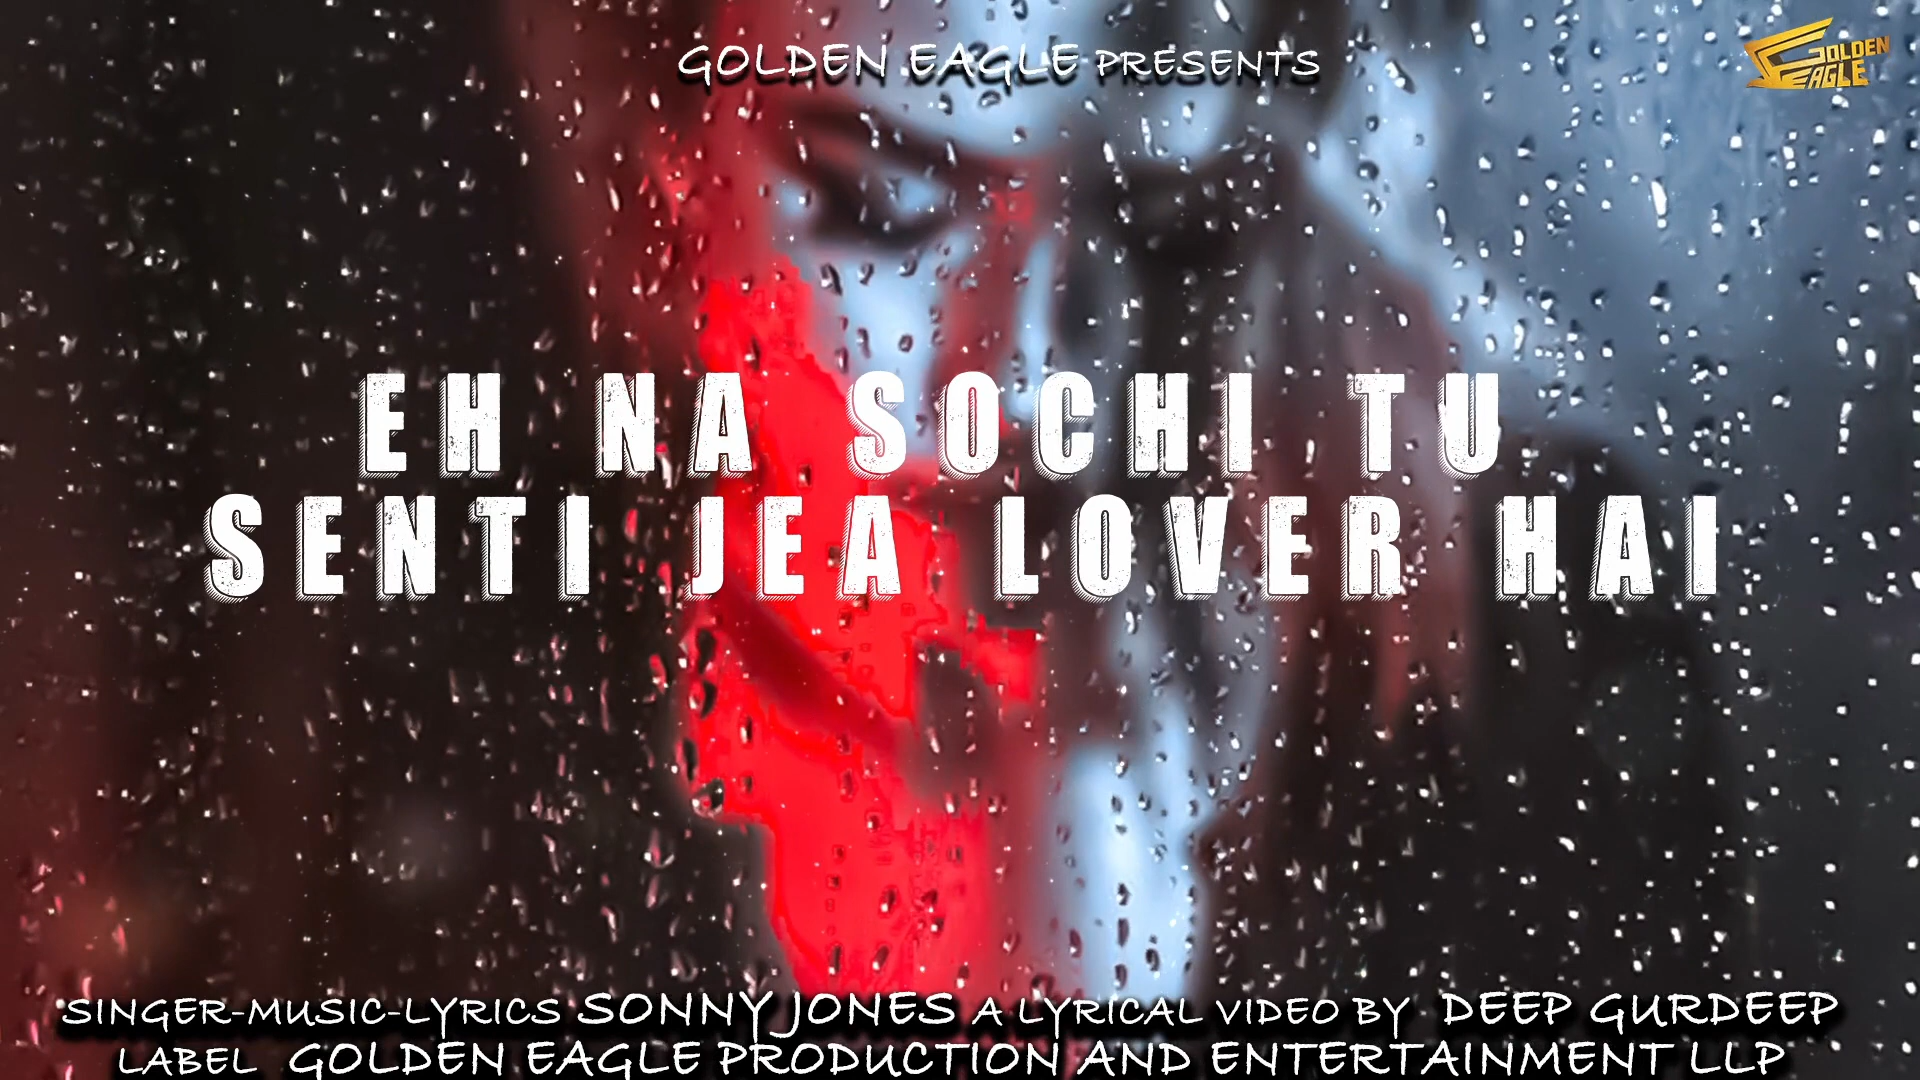 GOLDEN EAGLE PRESENTS
GOLDEN
EAGLE
EH NA SOCHI TU
SENTI JEA LOVER HAI
SINGER-MUSIC-LYRICS SONNY JONES A LYRICAL VIDEO BY DEEP GURDEEP
LABEL GOLDEN EAGLE PRODUCTION AND ENTERTAINMENT LLP